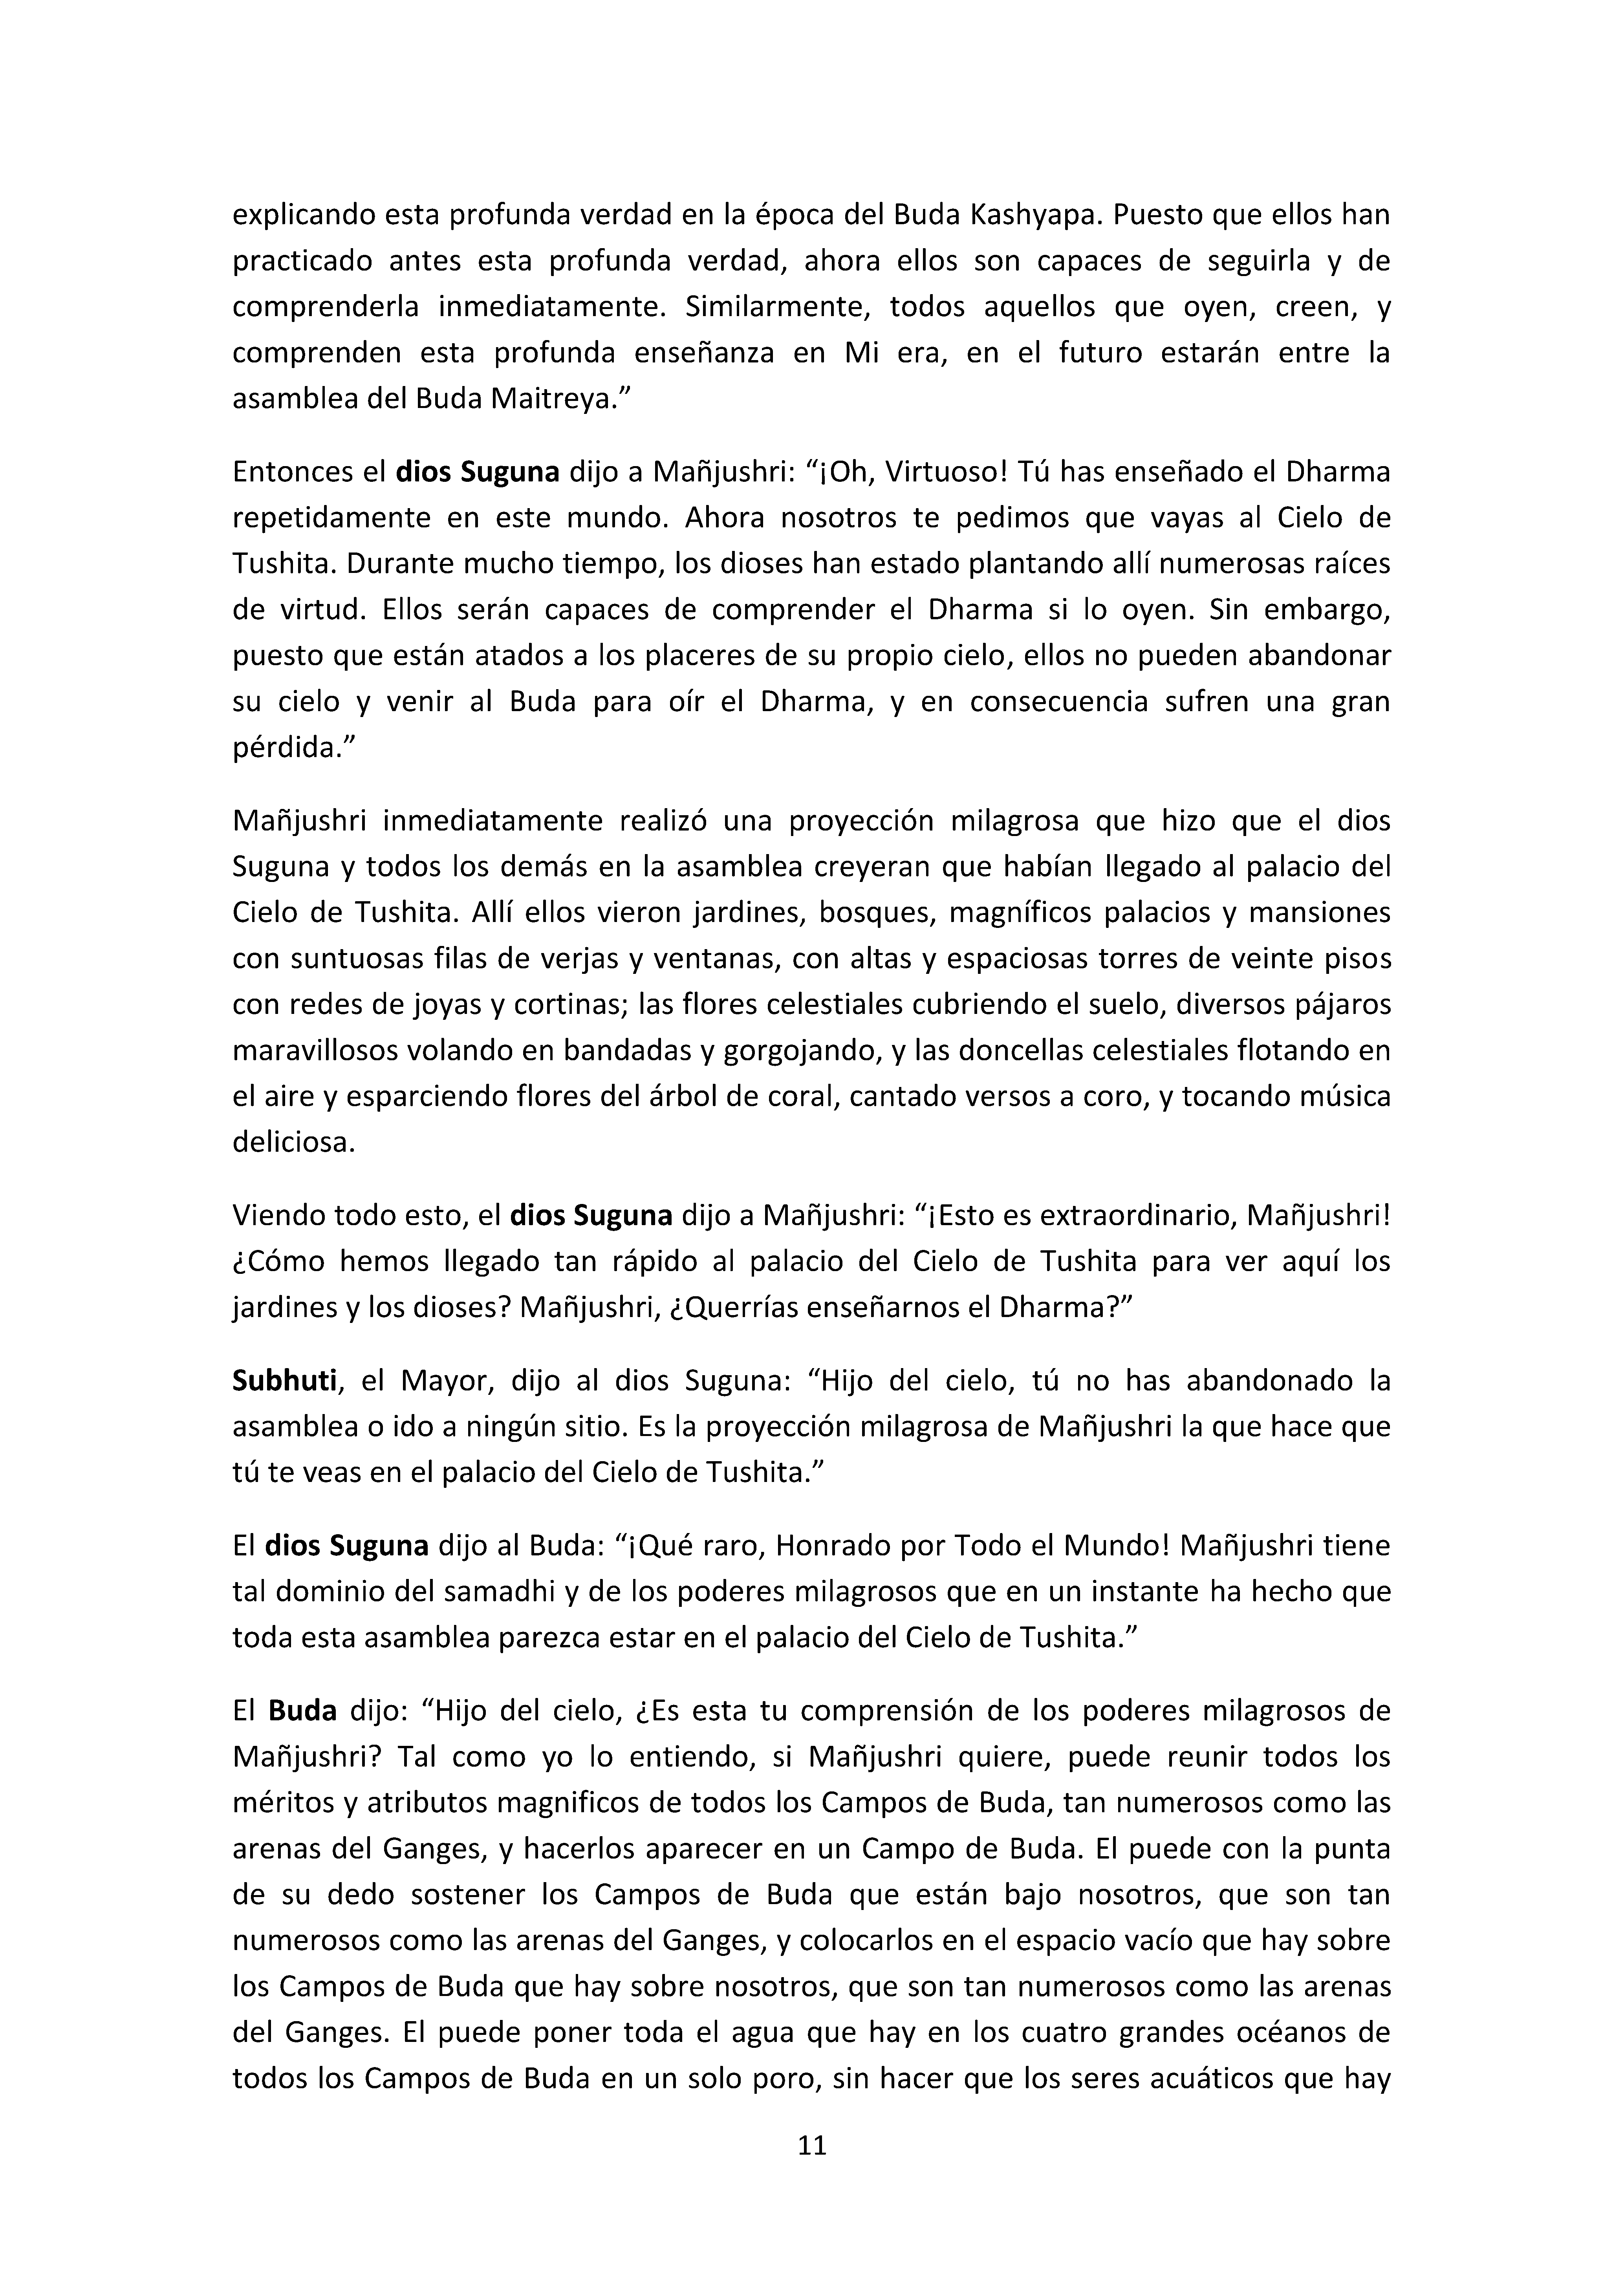 explicando esta profunda verdad en la época del Buda Kashyapa. Puesto que ellos han
practicado antes esta profunda verdad, ahora ellos son capaces de seguirla y de
comprenderla inmediatamente. Similarmente, todos aquellos que oyen, creen, y
comprenden esta profunda enseñanza en Mi era, en el futuro estarán entre la
asamblea del Buda Maitreya.”
Entonces el dios Suguna dijo a Mañjushri: “¡Oh, Virtuoso! Tú has enseñado el Dharma
repetidamente en este mundo. Ahora nosotros te pedimos que vayas al Cielo de
Tushita. Durante mucho tiempo, los dioses han estado plantando allí numerosas raíces
de virtud. Ellos serán capaces de comprender el Dharma si lo oyen. Sin embargo,
puesto que están atados a los placeres de su propio cielo, ellos no pueden abandonar
su cielo y venir al Buda para oír el Dharma, y en consecuencia sufren una gran
pérdida.”
Mañjushri inmediatamente realizó una proyección milagrosa que hizo que el dios
Suguna y todos los demás en la asamblea creyeran que habían llegado al palacio del
Cielo de Tushita. Allí ellos vieron jardines, bosques, magníficos palacios y mansiones
con suntuosas filas de verjas y ventanas, con altas y espaciosas torres de veinte pisos
con redes de joyas y cortinas; las flores celestiales cubriendo el suelo, diversos pájaros
maravillosos volando en bandadas y gorgojando, y las doncellas celestiales flotando en
el aire y esparciendo flores del árbol de coral, cantado versos a coro, y tocando música
deliciosa.
Viendo todo esto, el dios Suguna dijo a Mañjushri: “¡Esto es extraordinario, Mañjushri!
¿Cómo hemos llegado tan rápido al palacio del Cielo de Tushita para ver aquí los
jardines y los dioses? Mañjushri, ¿Querrías enseñarnos el Dharma?”
Subhuti, el Mayor, dijo al dios Suguna: “Hijo del cielo, tú no has abandonado la
asamblea o ido a ningún sitio. Es la proyección milagrosa de Mañjushri la que hace que
tú te veas en el palacio del Cielo de Tushita.”
El dios Suguna dijo al Buda: “¡Qué raro, Honrado por Todo el Mundo! Mañjushri tiene
tal dominio del samadhi y de los poderes milagrosos que en un instante ha hecho que
toda esta asamblea parezca estar en el palacio del Cielo de Tushita.”
El Buda dijo: “Hijo del cielo, ¿Es esta tu comprensión de los poderes milagrosos de
Mañjushri? Tal como yo lo entiendo, si Mañjushri quiere, puede reunir todos los
méritos y atributos magnificos de todos los Campos de Buda, tan numerosos como las
arenas del Ganges, y hacerlos aparecer en un Campo de Buda. El puede con la punta
de su dedo sostener los Campos de Buda que están bajo nosotros, que son tan
numerosos como las arenas del Ganges, y colocarlos en el espacio vacío que hay sobre
los Campos de Buda que hay sobre nosotros, que son tan numerosos como las arenas
del Ganges. El puede poner toda el agua que hay en los cuatro grandes océanos de
todos los Campos de Buda en un solo poro, sin hacer que los seres acuáticos que hay
11